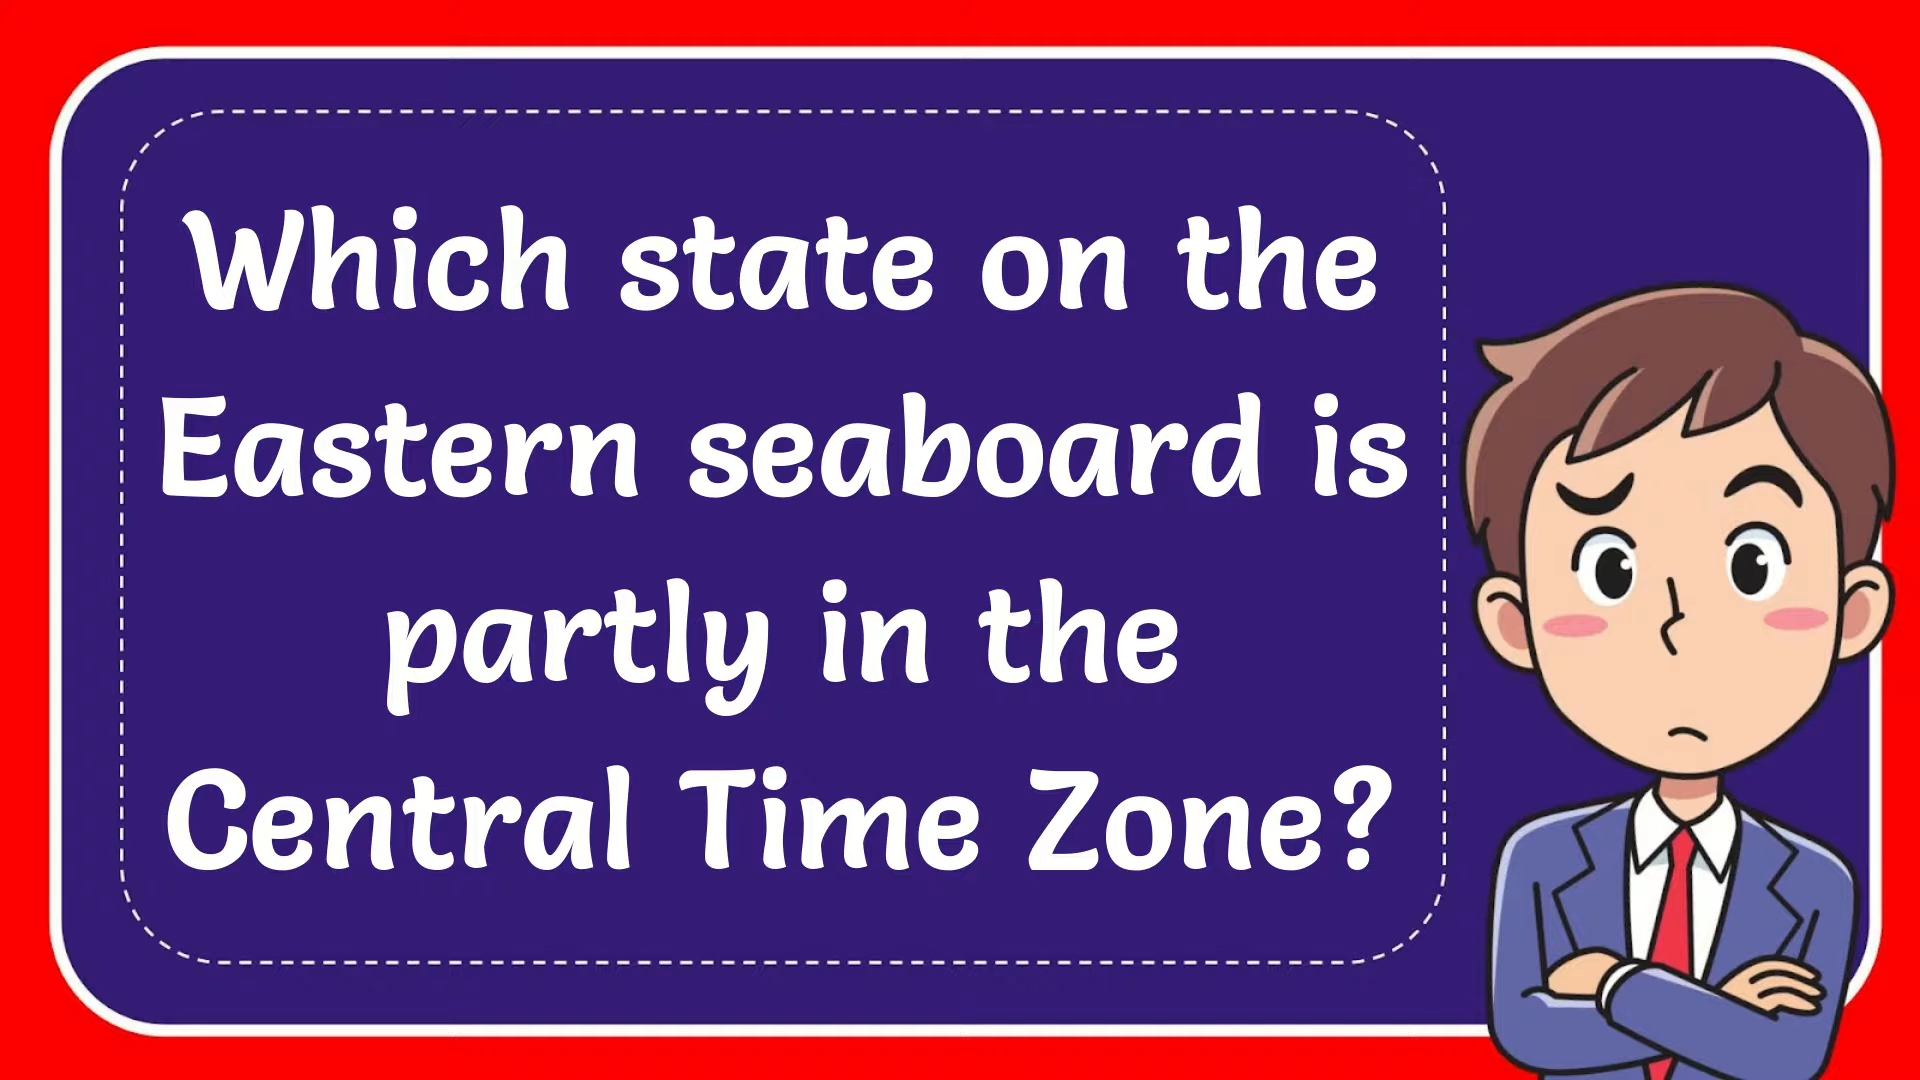 Which state on the
Eastern seaboard is
partly in the
Central Time Zone?